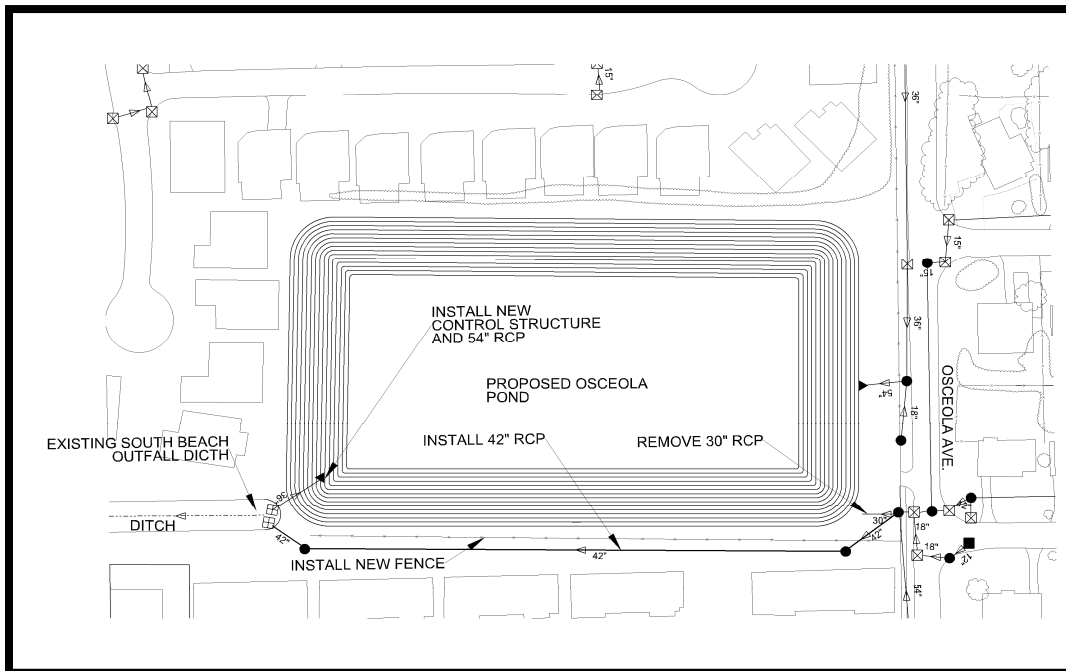 15"
36"
15"
15"
36"
INSTALL NEW
CONTROL STRUCTURE
AND 54" RCP
PROPOSED OSCEOLA
POND
54"
OSCEOLA AVE.
18"
INSTALL 42" RCP
REMOVE 30" RCP
EXISTING SOUTH BEACH
OUTFALL DICTH
36"
DITCH
30"
18"
42"
42"
18"
12"
INSTALL NEW FENCE
54"